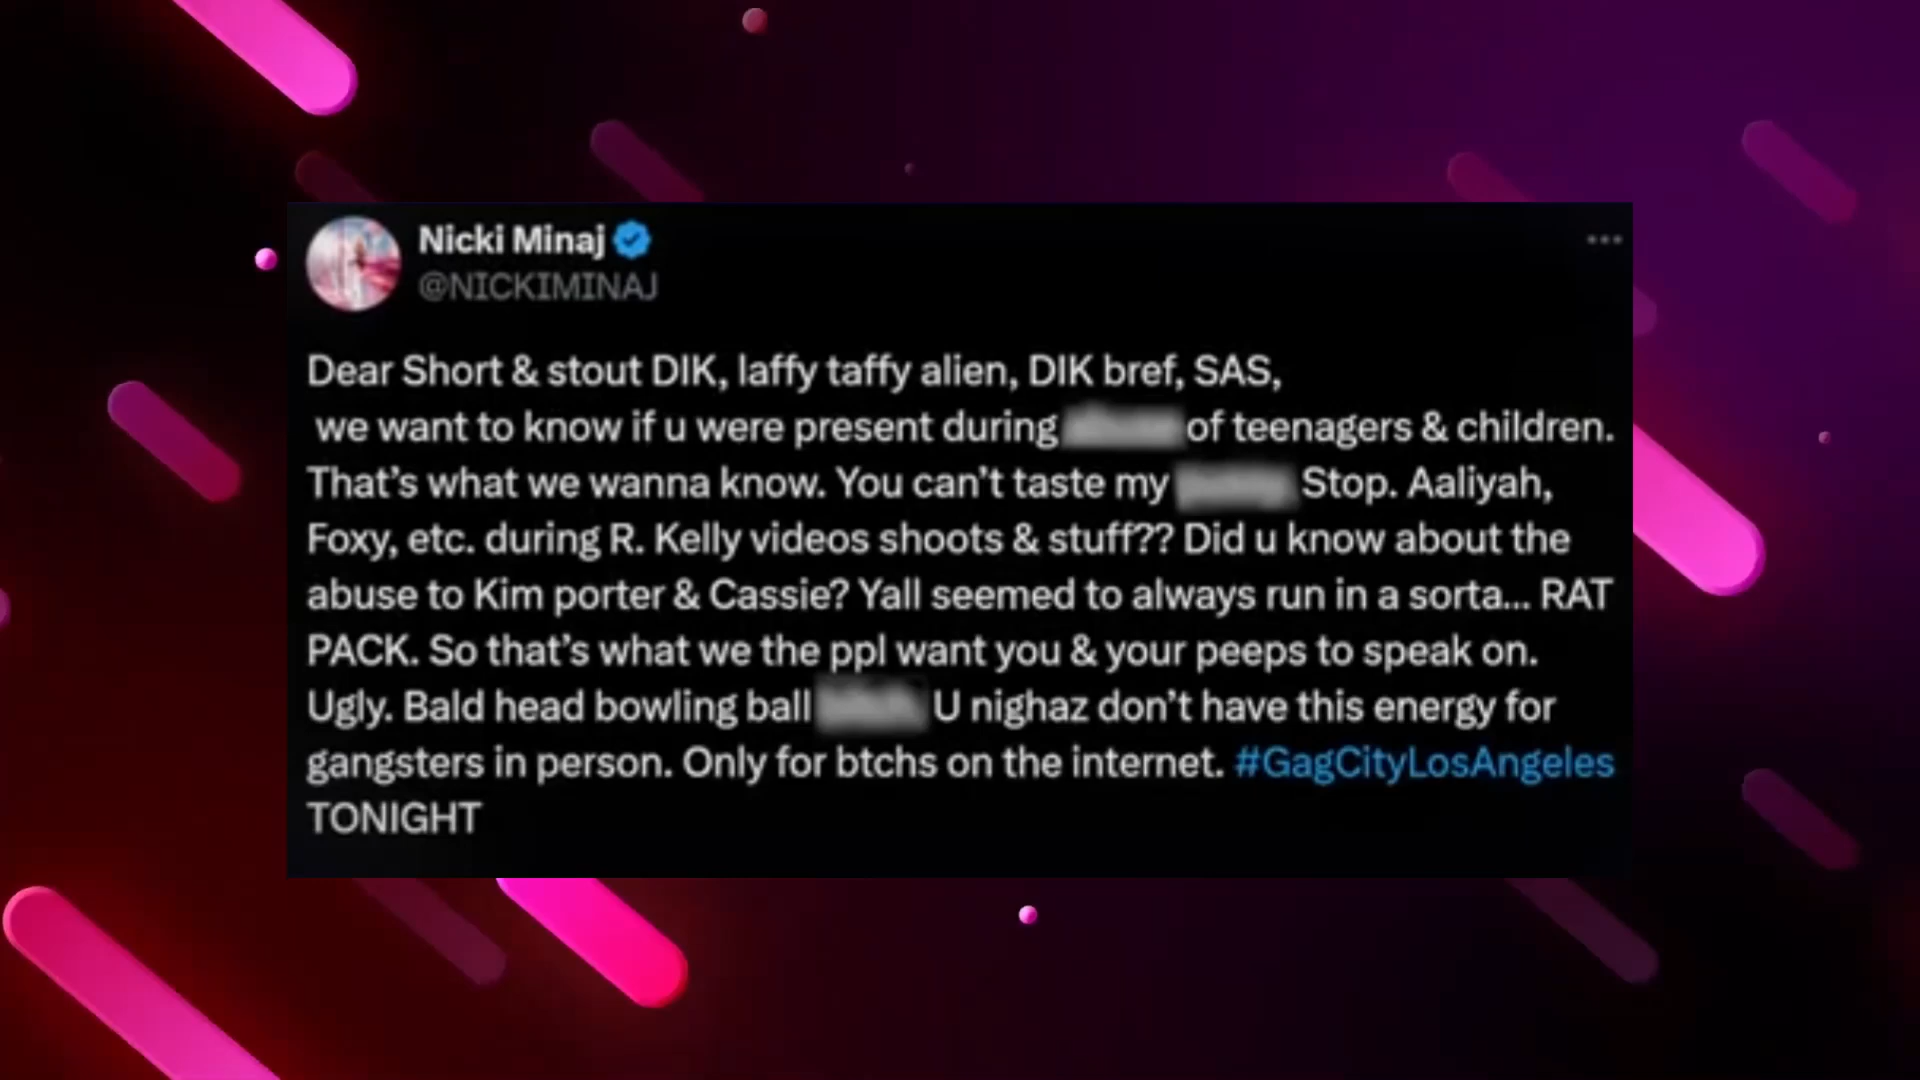 Nicki Minaj
@NICKIMINAJ
Dear Short & stout DIK, laffy taffy alien, DIK bref, SAS,
we want to know if u were present during of teenagers & children.
That’s what we wanna know. You can’t taste my Stop. Aaliyah,
Foxy, etc. during R. Kelly videos shoots & stuff?? Did u know about the
abuse to Kim porter & Cassie? Yall seemed to always run in a sorta... RAT
PACK. So that’s what we the ppl want you & your peeps to speak on.
Ugly. Bald head bowling ball U nighaz don’t have this energy for
gangsters in person. Only for btchs on the internet. #GagCityLosAngeles
TONIGHT